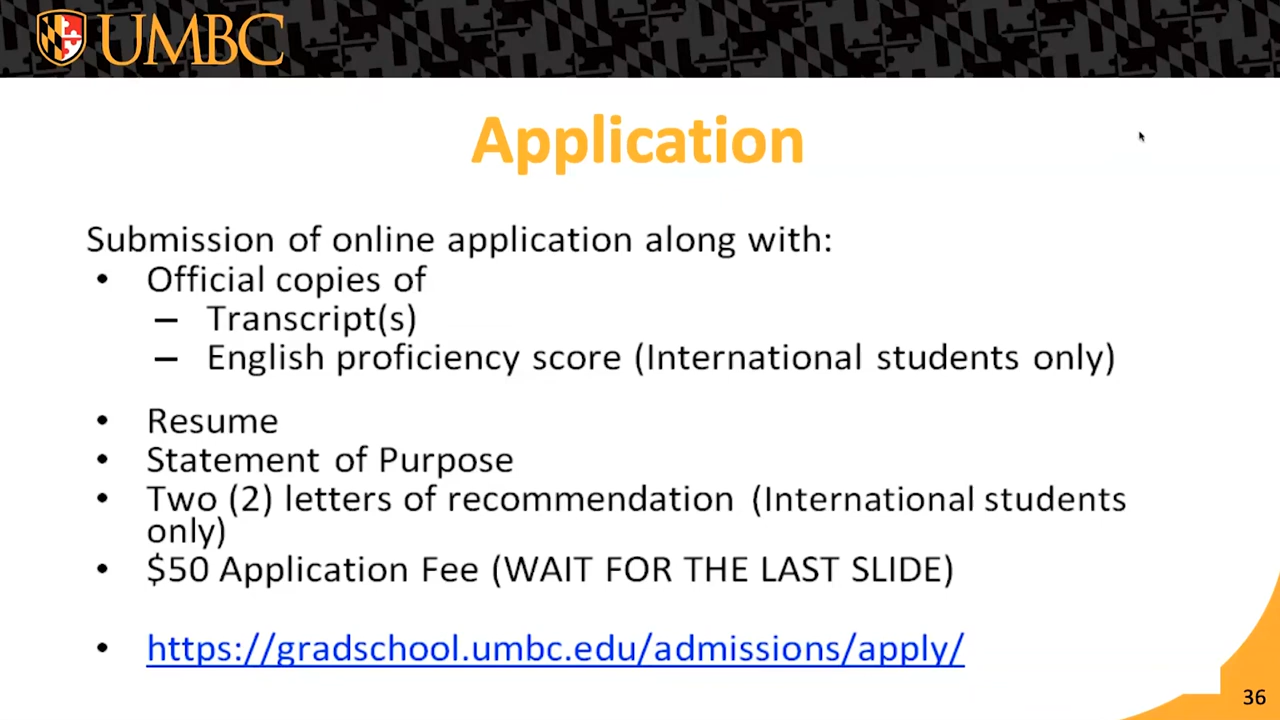 UMBC
Application
Submission of online application along with:
• Official copies of
– Transcript(s)
– English proficiency score (International students only)
• Resume
• Statement of Purpose
• Two (2) letters of recommendation (International students
only)
• $50 Application Fee (WAIT FOR THE LAST SLIDE)
• https://gradschool.umbc.edu/admissions/apply/
36